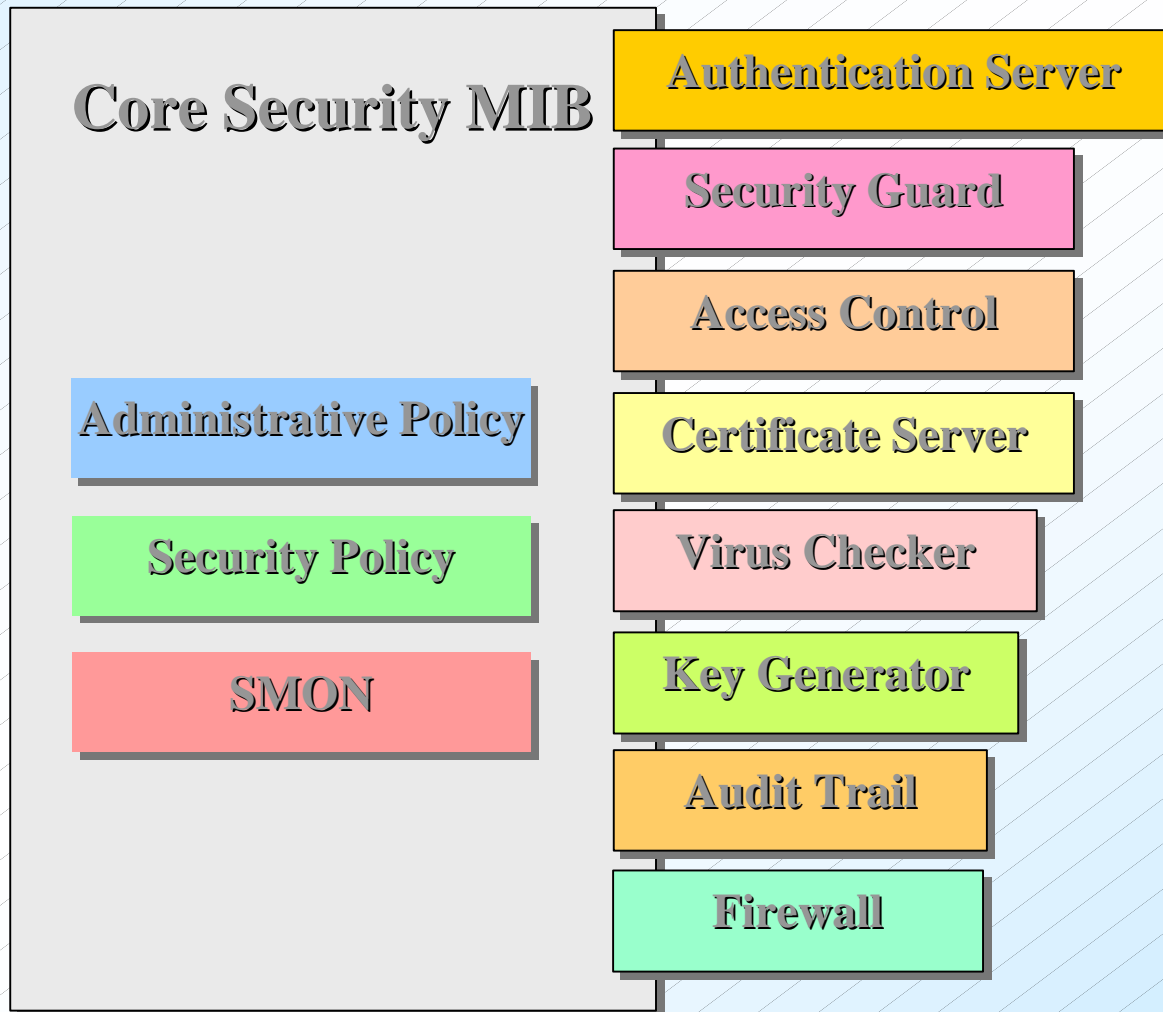 Core Security MIB
Administrative Policy
Security Policy
SMON
Authentication Server
Security Guard
Access Control
Certificate Server
Virus Checker
Key Generator
Audit Trail
Firewall